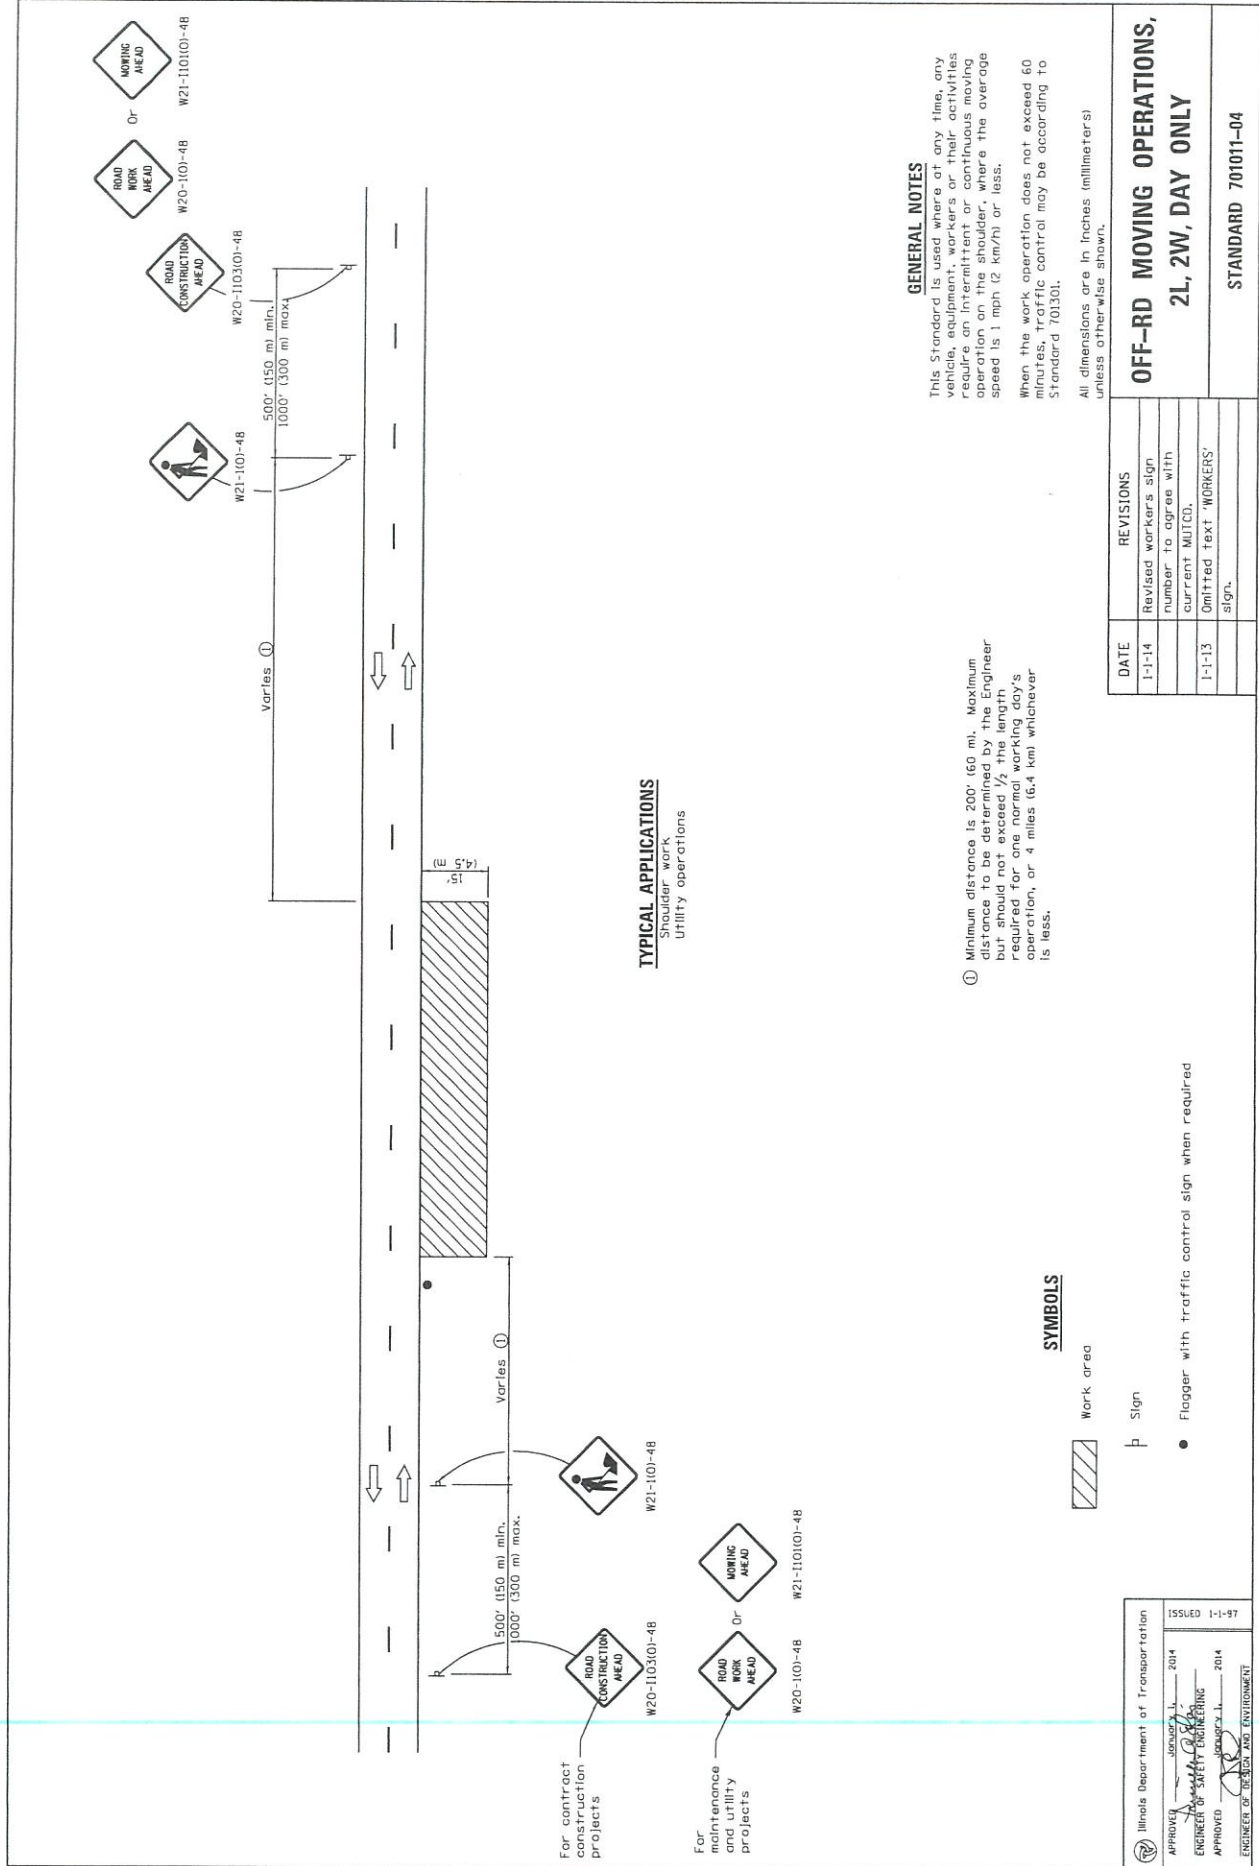 MOWING
AHEAD
W21-I101(O)-48
Or
ROAD
WORK
AHEAD
W20-1(O)-48
ROAD
CONSTRUCTION
AHEAD
W20-I103(O)-48
500' (150 m) min.
1000' (300 m) max.
W21-1(O)-48
Varies ①
15'
(4.5 m)
Varies ①
500' (150 m) min.
1000' (300 m) max.
W21-1(O)-48
For contract
construction
projects
ROAD
CONSTRUCTION
AHEAD
W20-I103(O)-48
For
maintenance
and utility
projects
ROAD
WORK
AHEAD
W20-1(O)-48
Or
MOWING
AHEAD
W21-I101(O)-48
TYPICAL APPLICATIONS
Shoulder work
Utility operations
SYMBOLS
Work area
Sign
Flagger with traffic control sign when required
① Minimum distance is 200' (60 m). Maximum
distance to be determined by the Engineer
but should not exceed 1/2 the length
required for one normal working day's
operation, or 4 miles (6.4 km) whichever
is less.
GENERAL NOTES
This Standard is used where at any time, any
vehicle, equipment, workers or their activities
require an intermittent or continuous moving
operation on the shoulder, where the average
speed is 1 mph (2 km/h) or less.
When the work operation does not exceed 60
minutes, traffic control may be according to
Standard 701301.
All dimensions are in inches (millimeters)
unless otherwise shown.
Illinois Department of Transportation
APPROVED January 1, 2014
ENGINEER OF SAFETY ENGINEERING
APPROVED January 1, 2014
ENGINEER OF DESIGN AND ENVIRONMENT
ISSUED 1-1-97
DATE REVISIONS
1-1-14 Revised workers sign
number to agree with
current MUTCD.
1-1-13 Omitted text 'WORKERS'
sign.
OFF-RD MOVING OPERATIONS,
2L, 2W, DAY ONLY
STANDARD 701011-04